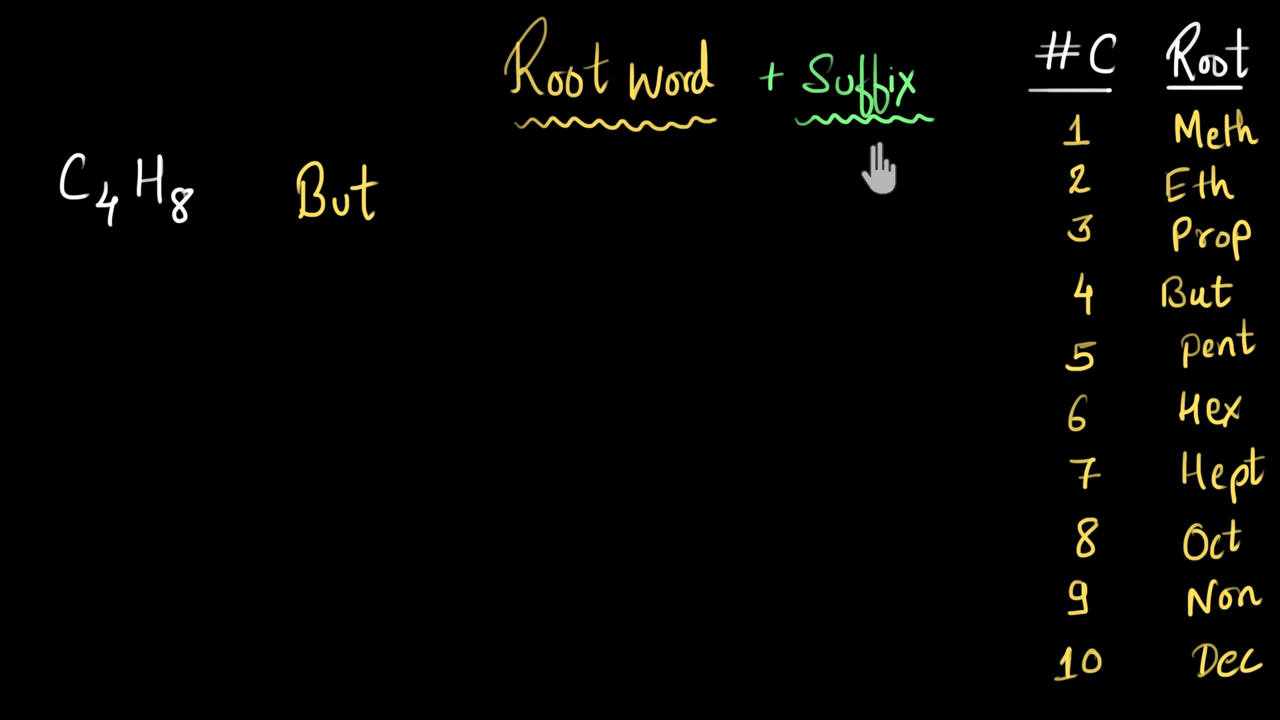 Root word + Suffix
C4H8 But
#C Root
1 Meth
2 Eth
3 Prop
4 But
5 Pent
6 Hex
7 Hept
8 Oct
9 Non
10 Dec